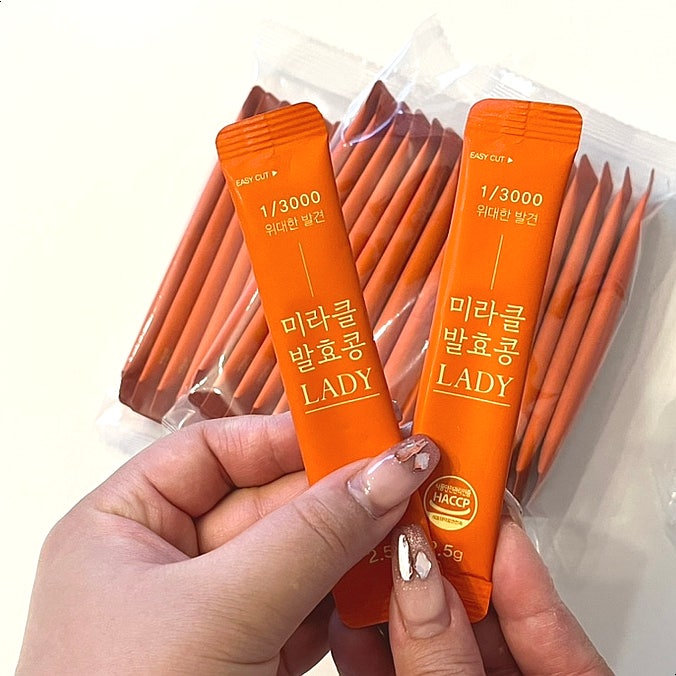 EASY CUT ▶
1/3000
위대한 발견
미라클
발효콩
LADY
EASY CUT ▶
1/3000
위대한 발견
미라클
발효콩
LADY
HACCP
2.5g